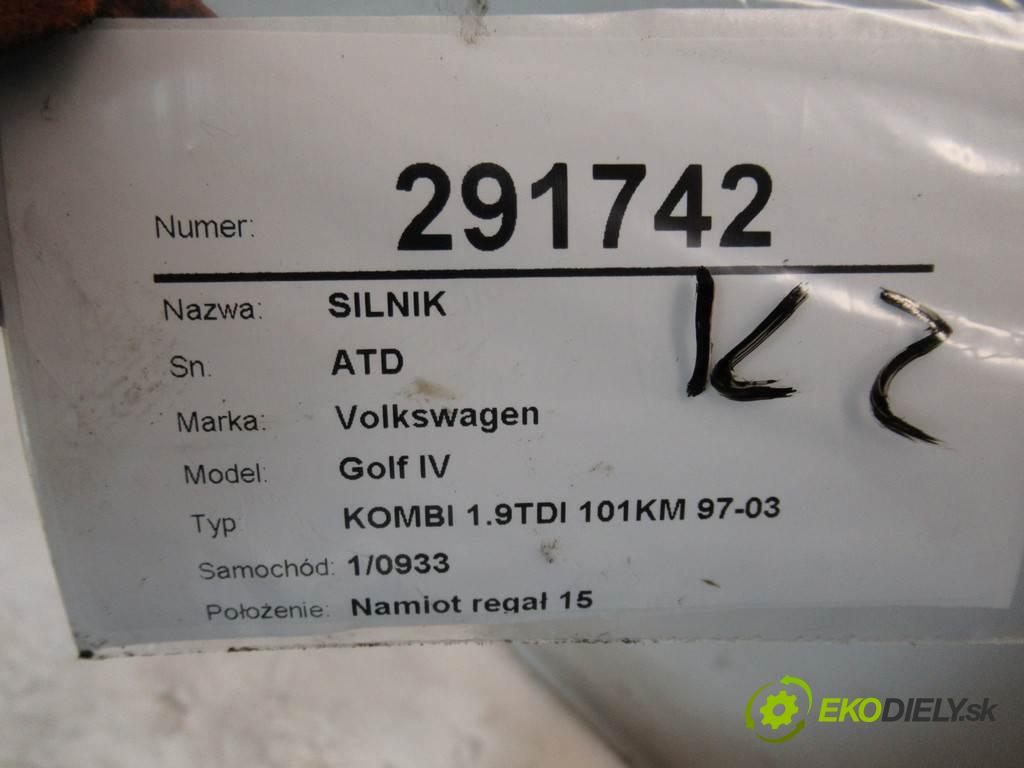 Numer: 291742
Nazwa: SILNIK
Sn. ATD
Marka: Volkswagen
Model: Golf IV
Typ KOMBI 1.9TDI 101KM 97-03
Samochód: 1/0933
Położenie: Namiot regał 15
EKODIELY.sk